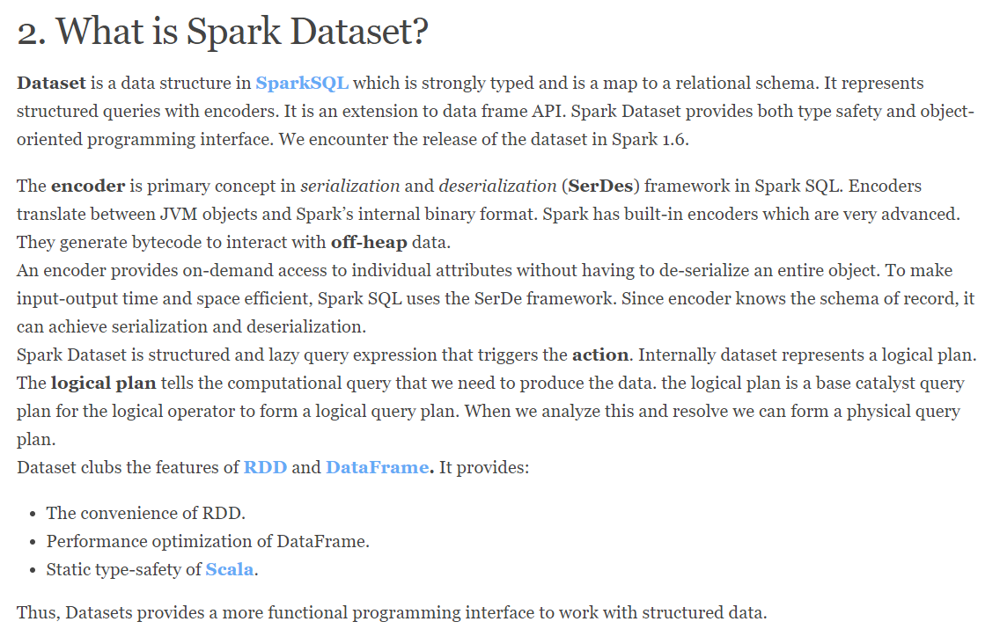 2. What is Spark Dataset?
Dataset is a data structure in SparkSQL which is strongly typed and is a map to a relational schema. It represents
structured queries with encoders. It is an extension to data frame API. Spark Dataset provides both type safety and object-
oriented programming interface. We encounter the release of the dataset in Spark 1.6.
The encoder is primary concept in serialization and deserialization (SerDes) framework in Spark SQL. Encoders
translate between JVM objects and Spark’s internal binary format. Spark has built-in encoders which are very advanced.
They generate bytecode to interact with off-heap data.
An encoder provides on-demand access to individual attributes without having to de-serialize an entire object. To make
input-output time and space efficient, Spark SQL uses the SerDe framework. Since encoder knows the schema of record, it
can achieve serialization and deserialization.
Spark Dataset is structured and lazy query expression that triggers the action. Internally dataset represents a logical plan.
The logical plan tells the computational query that we need to produce the data. the logical plan is a base catalyst query
plan for the logical operator to form a logical query plan. When we analyze this and resolve we can form a physical query
plan.
Dataset clubs the features of RDD and DataFrame. It provides:
• The convenience of RDD.
• Performance optimization of DataFrame.
• Static type-safety of Scala.
Thus, Datasets provides a more functional programming interface to work with structured data.